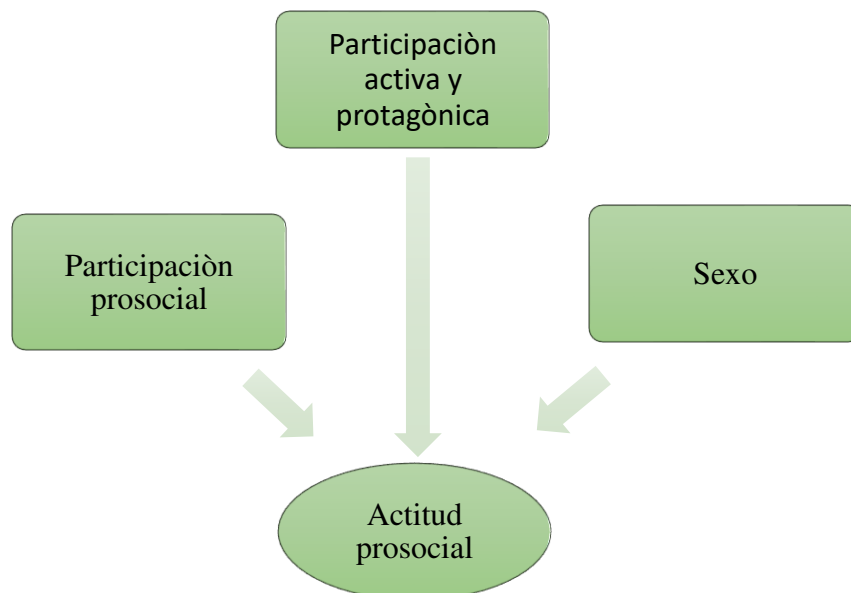 Participaciòn
activa y
protagònica
Participaciòn
prosocial
Sexo
Actitud
prosocial